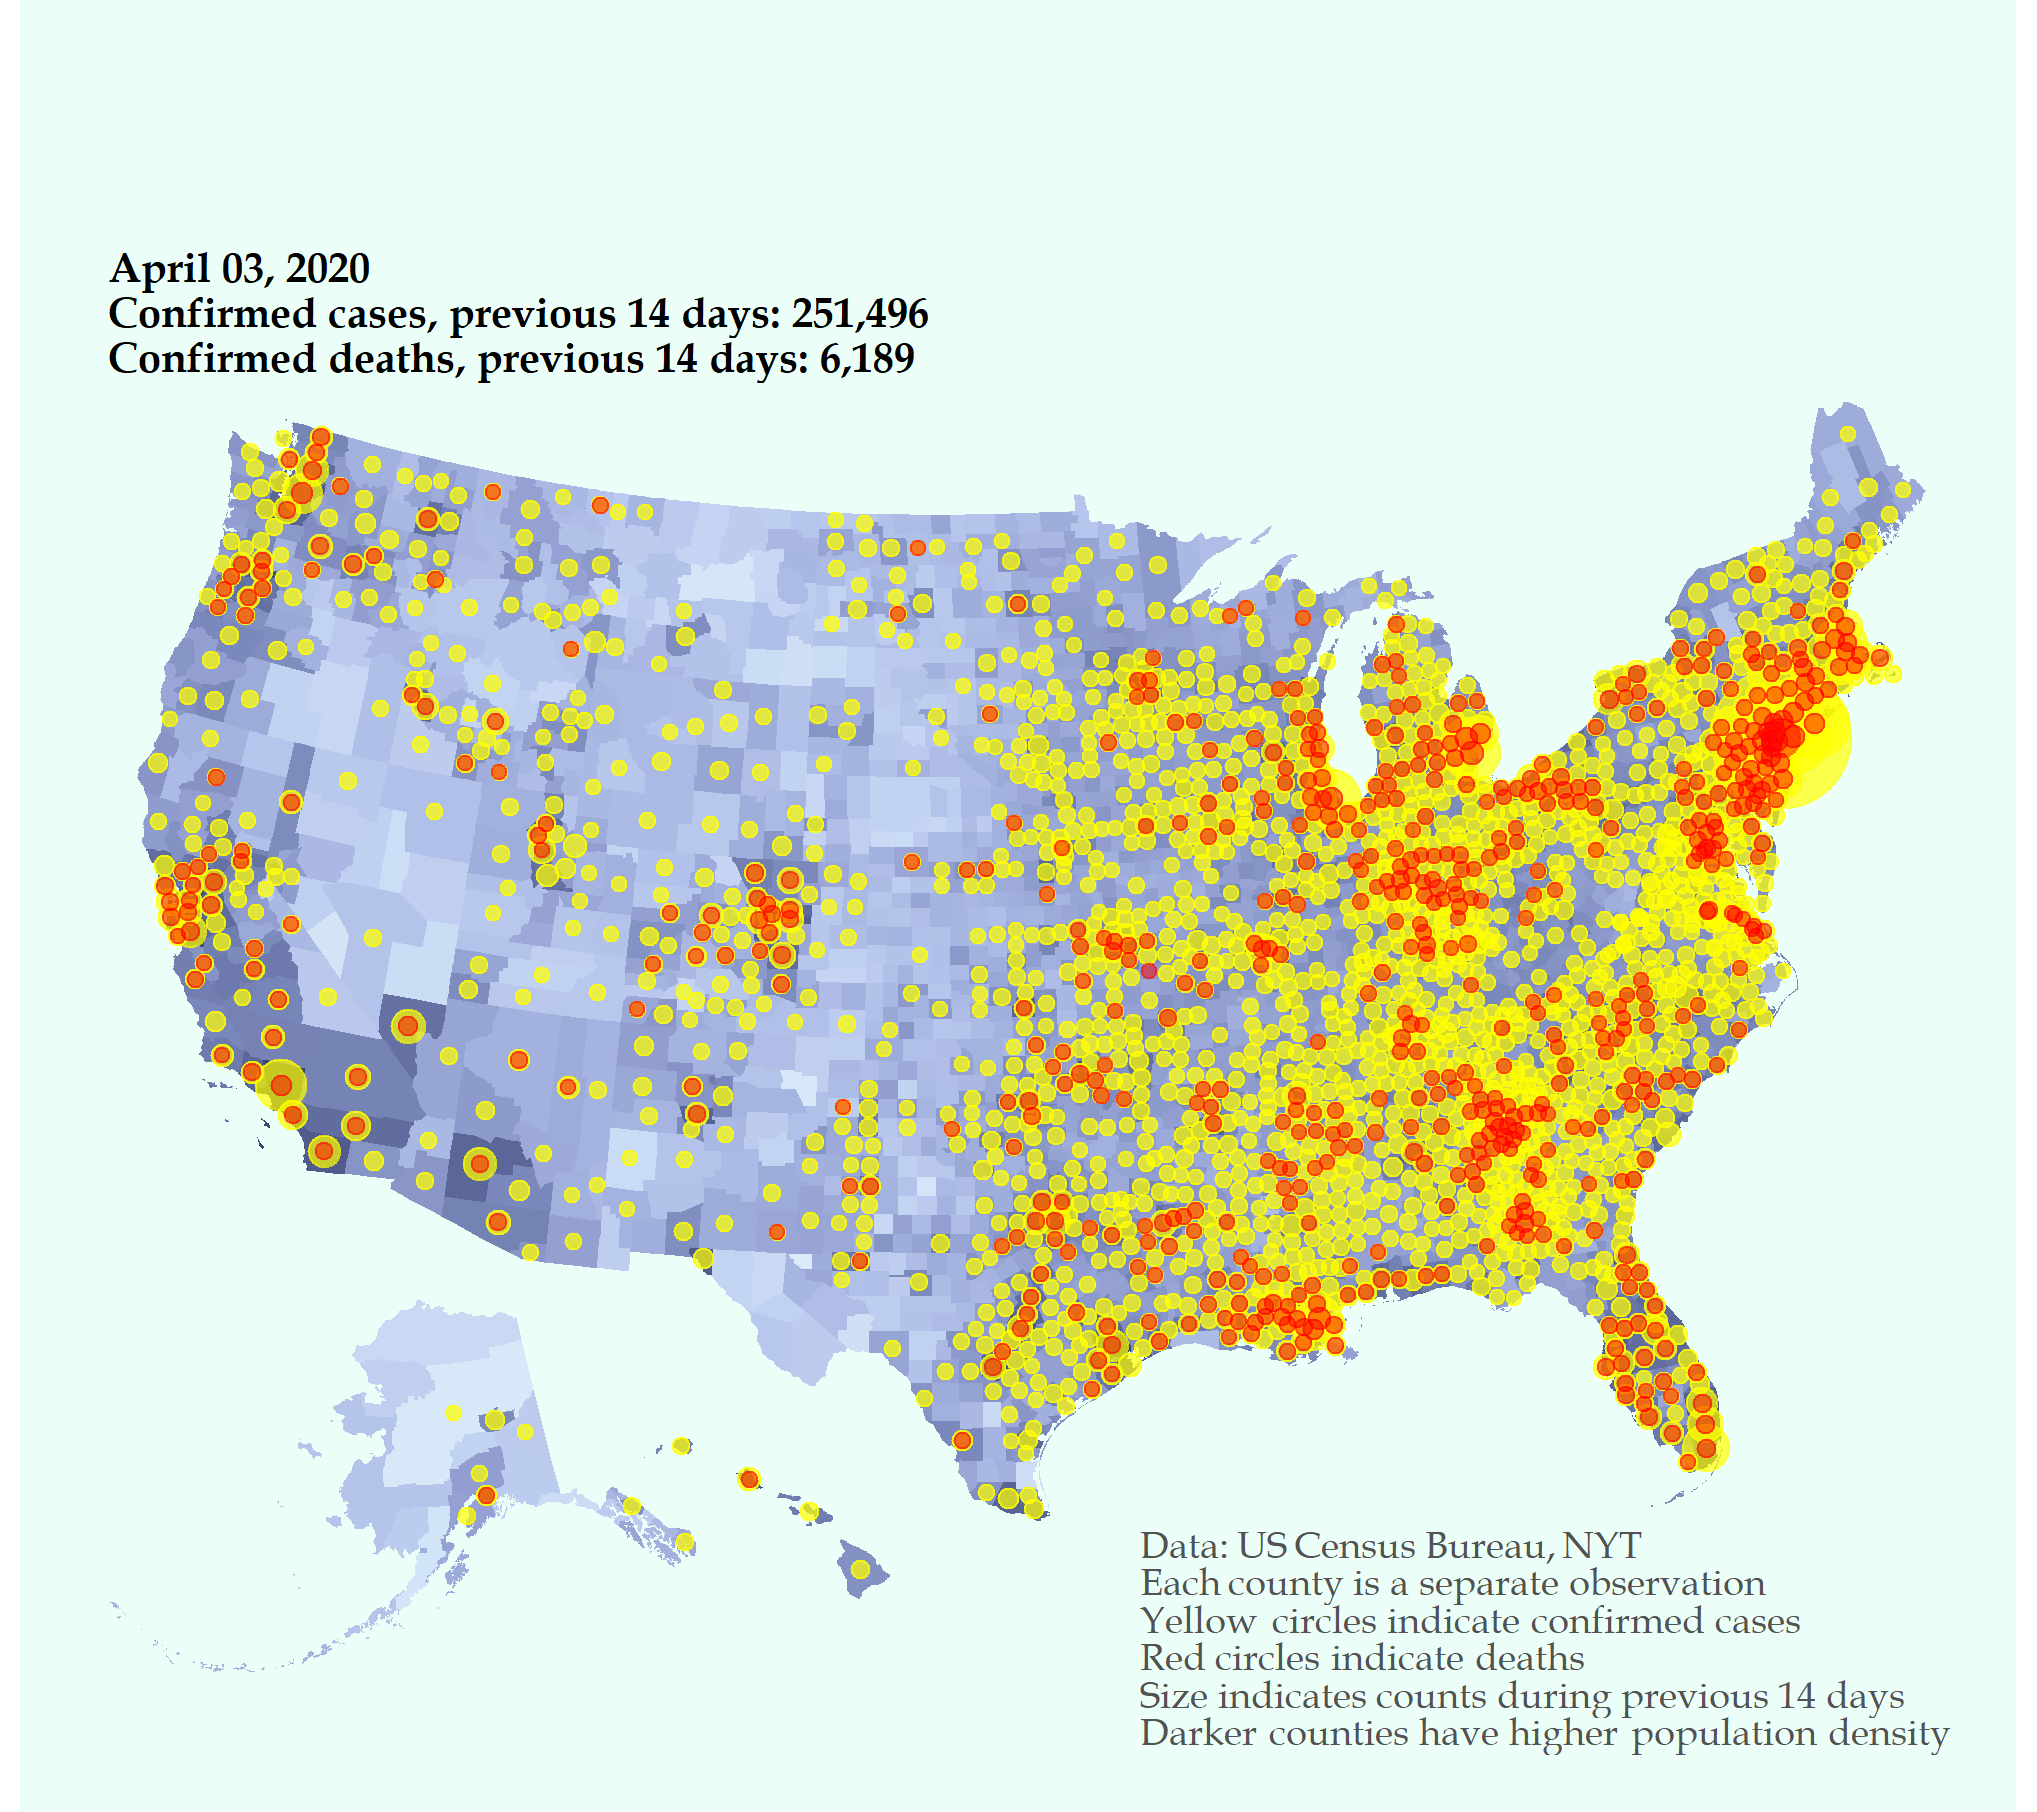 April 03, 2020
Confirmed cases, previous 14 days: 251,496
Confirmed deaths, previous 14 days: 6,189
Data: US Census Bureau, NYT
Each county is a separate observation
Yellow circles indicate confirmed cases
Red circles indicate deaths
Size indicates counts during previous 14 days
Darker counties have higher population density